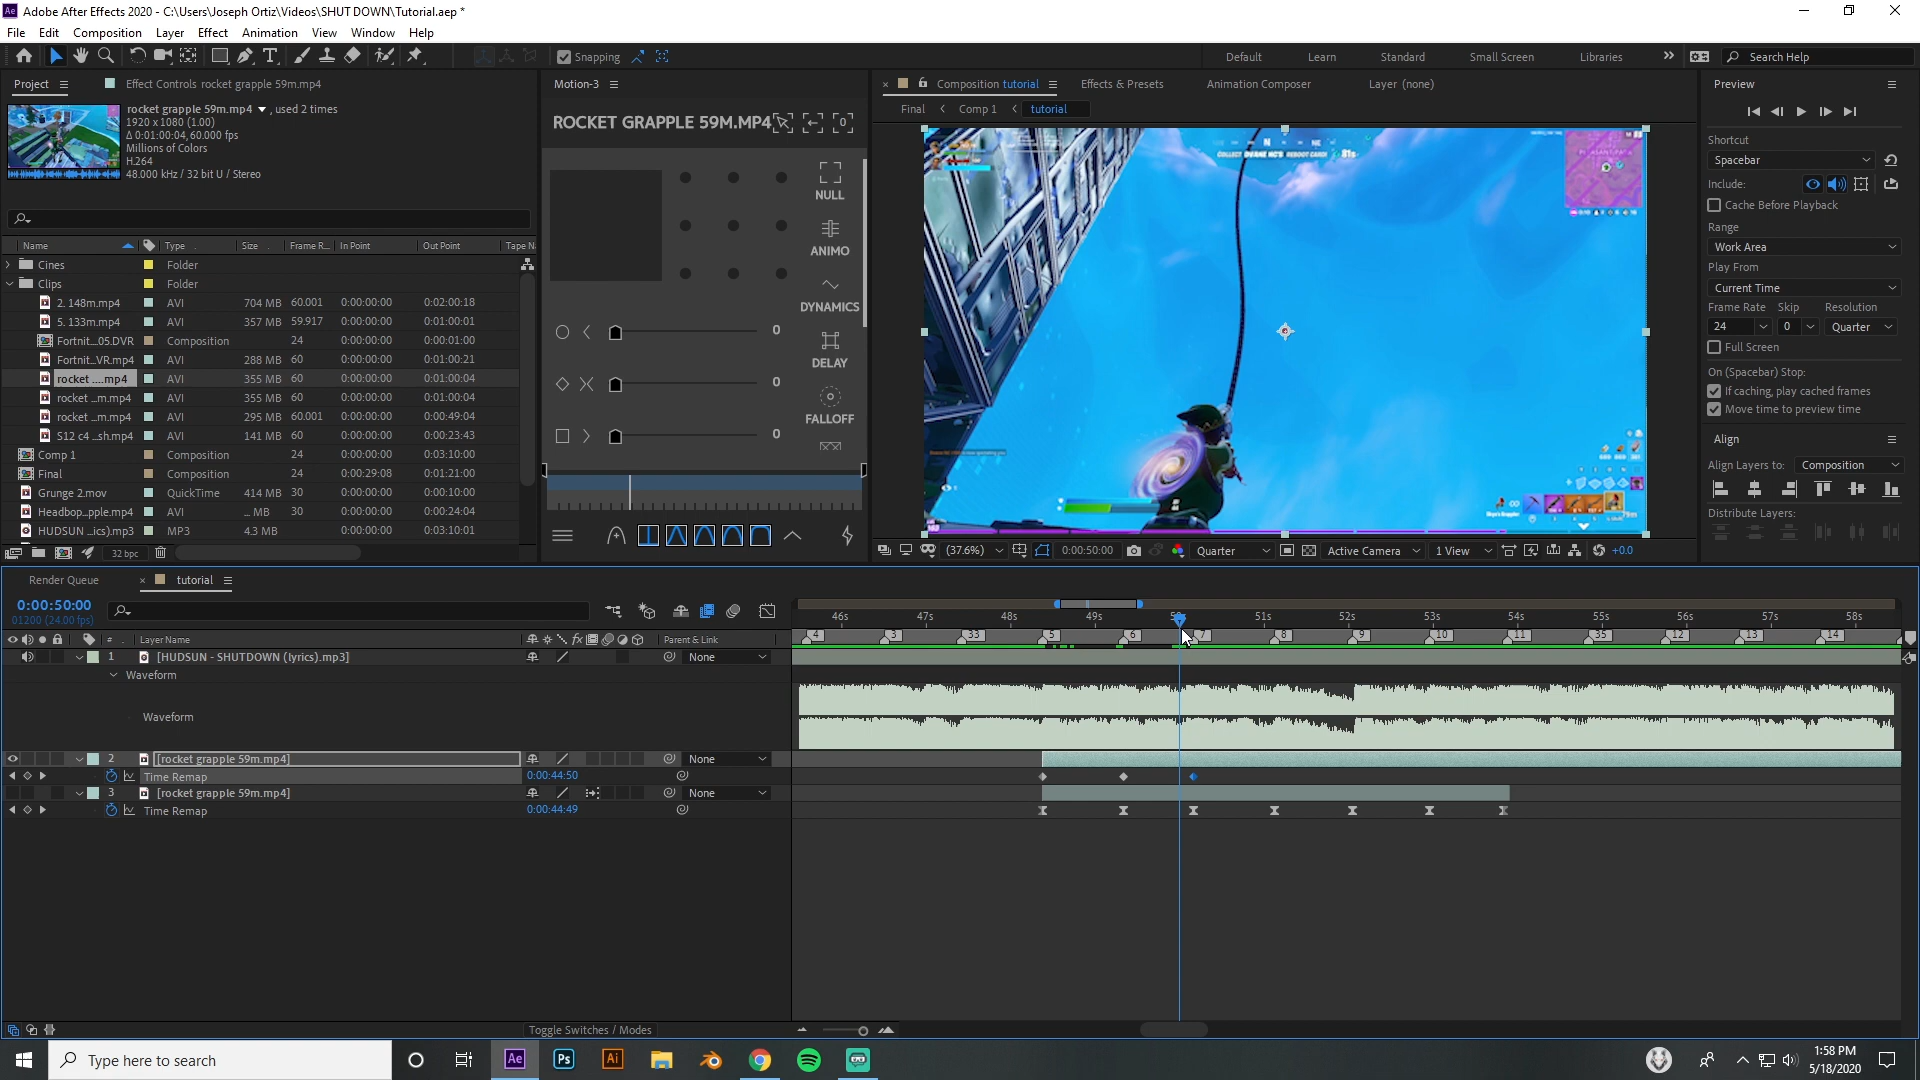 Adobe After Effects 2020 - C:\Users\Joseph Ortiz\Videos\SHUT DOWN\Tutorial.aep *
File Edit Composition Layer Effect Animation View Window Help
Snapping
Default Learn Standard Small Screen Libraries Search Help
Project
Effect Controls rocket grapple 59m.mp4
rocket grapple 59m.mp4 , used 2 times
1920 x 1080 (1.00)
Δ 0:01:00:04, 60.000 fps
Millions of Colors
H.264
48.000 kHz / 32 bit U / Stereo
Name Type Size Frame R... In Point Out Point Tape N
Cines Folder
Clips Folder
2. 148m.mp4 AVI 704 MB 60.001 0:00:00:00 0:02:00:18
5. 133m.mp4 AVI 357 MB 59.917 0:00:00:00 0:01:00:01
Fortnit...05.DVR Composition 24 0:00:00:00 0:00:01:00
Fortnit...VR.mp4 AVI 288 MB 60 0:00:00:00 0:01:00:21
rocket ....mp4 AVI 355 MB 60 0:00:00:00 0:01:00:04
rocket ...m.mp4 AVI 355 MB 60 0:00:00:00 0:01:00:04
rocket ...m.mp4 AVI 295 MB 60.001 0:00:00:00 0:00:49:04
S12 c4 ...sh.mp4 AVI 141 MB 60 0:00:00:00 0:00:23:43
Comp 1 Composition 24 0:00:00:00 0:03:10:00
Final Composition 24 0:00:29:08 0:01:21:00
Grunge 2.mov QuickTime 414 MB 30 0:00:00:00 0:00:10:00
Headbop...pple.mp4 AVI ... MB 30 0:00:00:00 0:00:24:04
HUDSUN ...ics).mp3 MP3 4.3 MB 0:00:00:00 0:03:10:01
32 bpc
Motion-3
ROCKET GRAPPLE 59M.MP4
NULL
ANIMO
DYNAMICS
DELAY
FALLOFF
0
0
0
Composition tutorial
Effects & Presets
Animation Composer
Layer (none)
Final Comp 1 tutorial
(37.6%) 0:00:50:00 Quarter Active Camera 1 View +0.0
Preview
Shortcut
Spacebar
Include:
Cache Before Playback
Range
Work Area
Play From
Current Time
Frame Rate Skip Resolution
24 0 Quarter
Full Screen
On (Spacebar) Stop:
If caching, play cached frames
Move time to preview time
Align
Align Layers to: Composition
Distribute Layers:
Render Queue
tutorial
0:00:50:00
01200 (24.00 fps)
# Layer Name Parent & Link
46s 47s 48s 49s 51s 52s 53s 54s 55s 56s 57s 58s
4 3 33 5 6 7 8 9 10 11 35 12 13 14
1 [HUDSUN - SHUTDOWN (lyrics).mp3] None
Waveform
Waveform
2 [rocket grapple 59m.mp4] None
Time Remap 0:00:44:50
3 [rocket grapple 59m.mp4] None
Time Remap 0:00:44:49
Toggle Switches / Modes
Type here to search
1:58 PM
5/18/2020